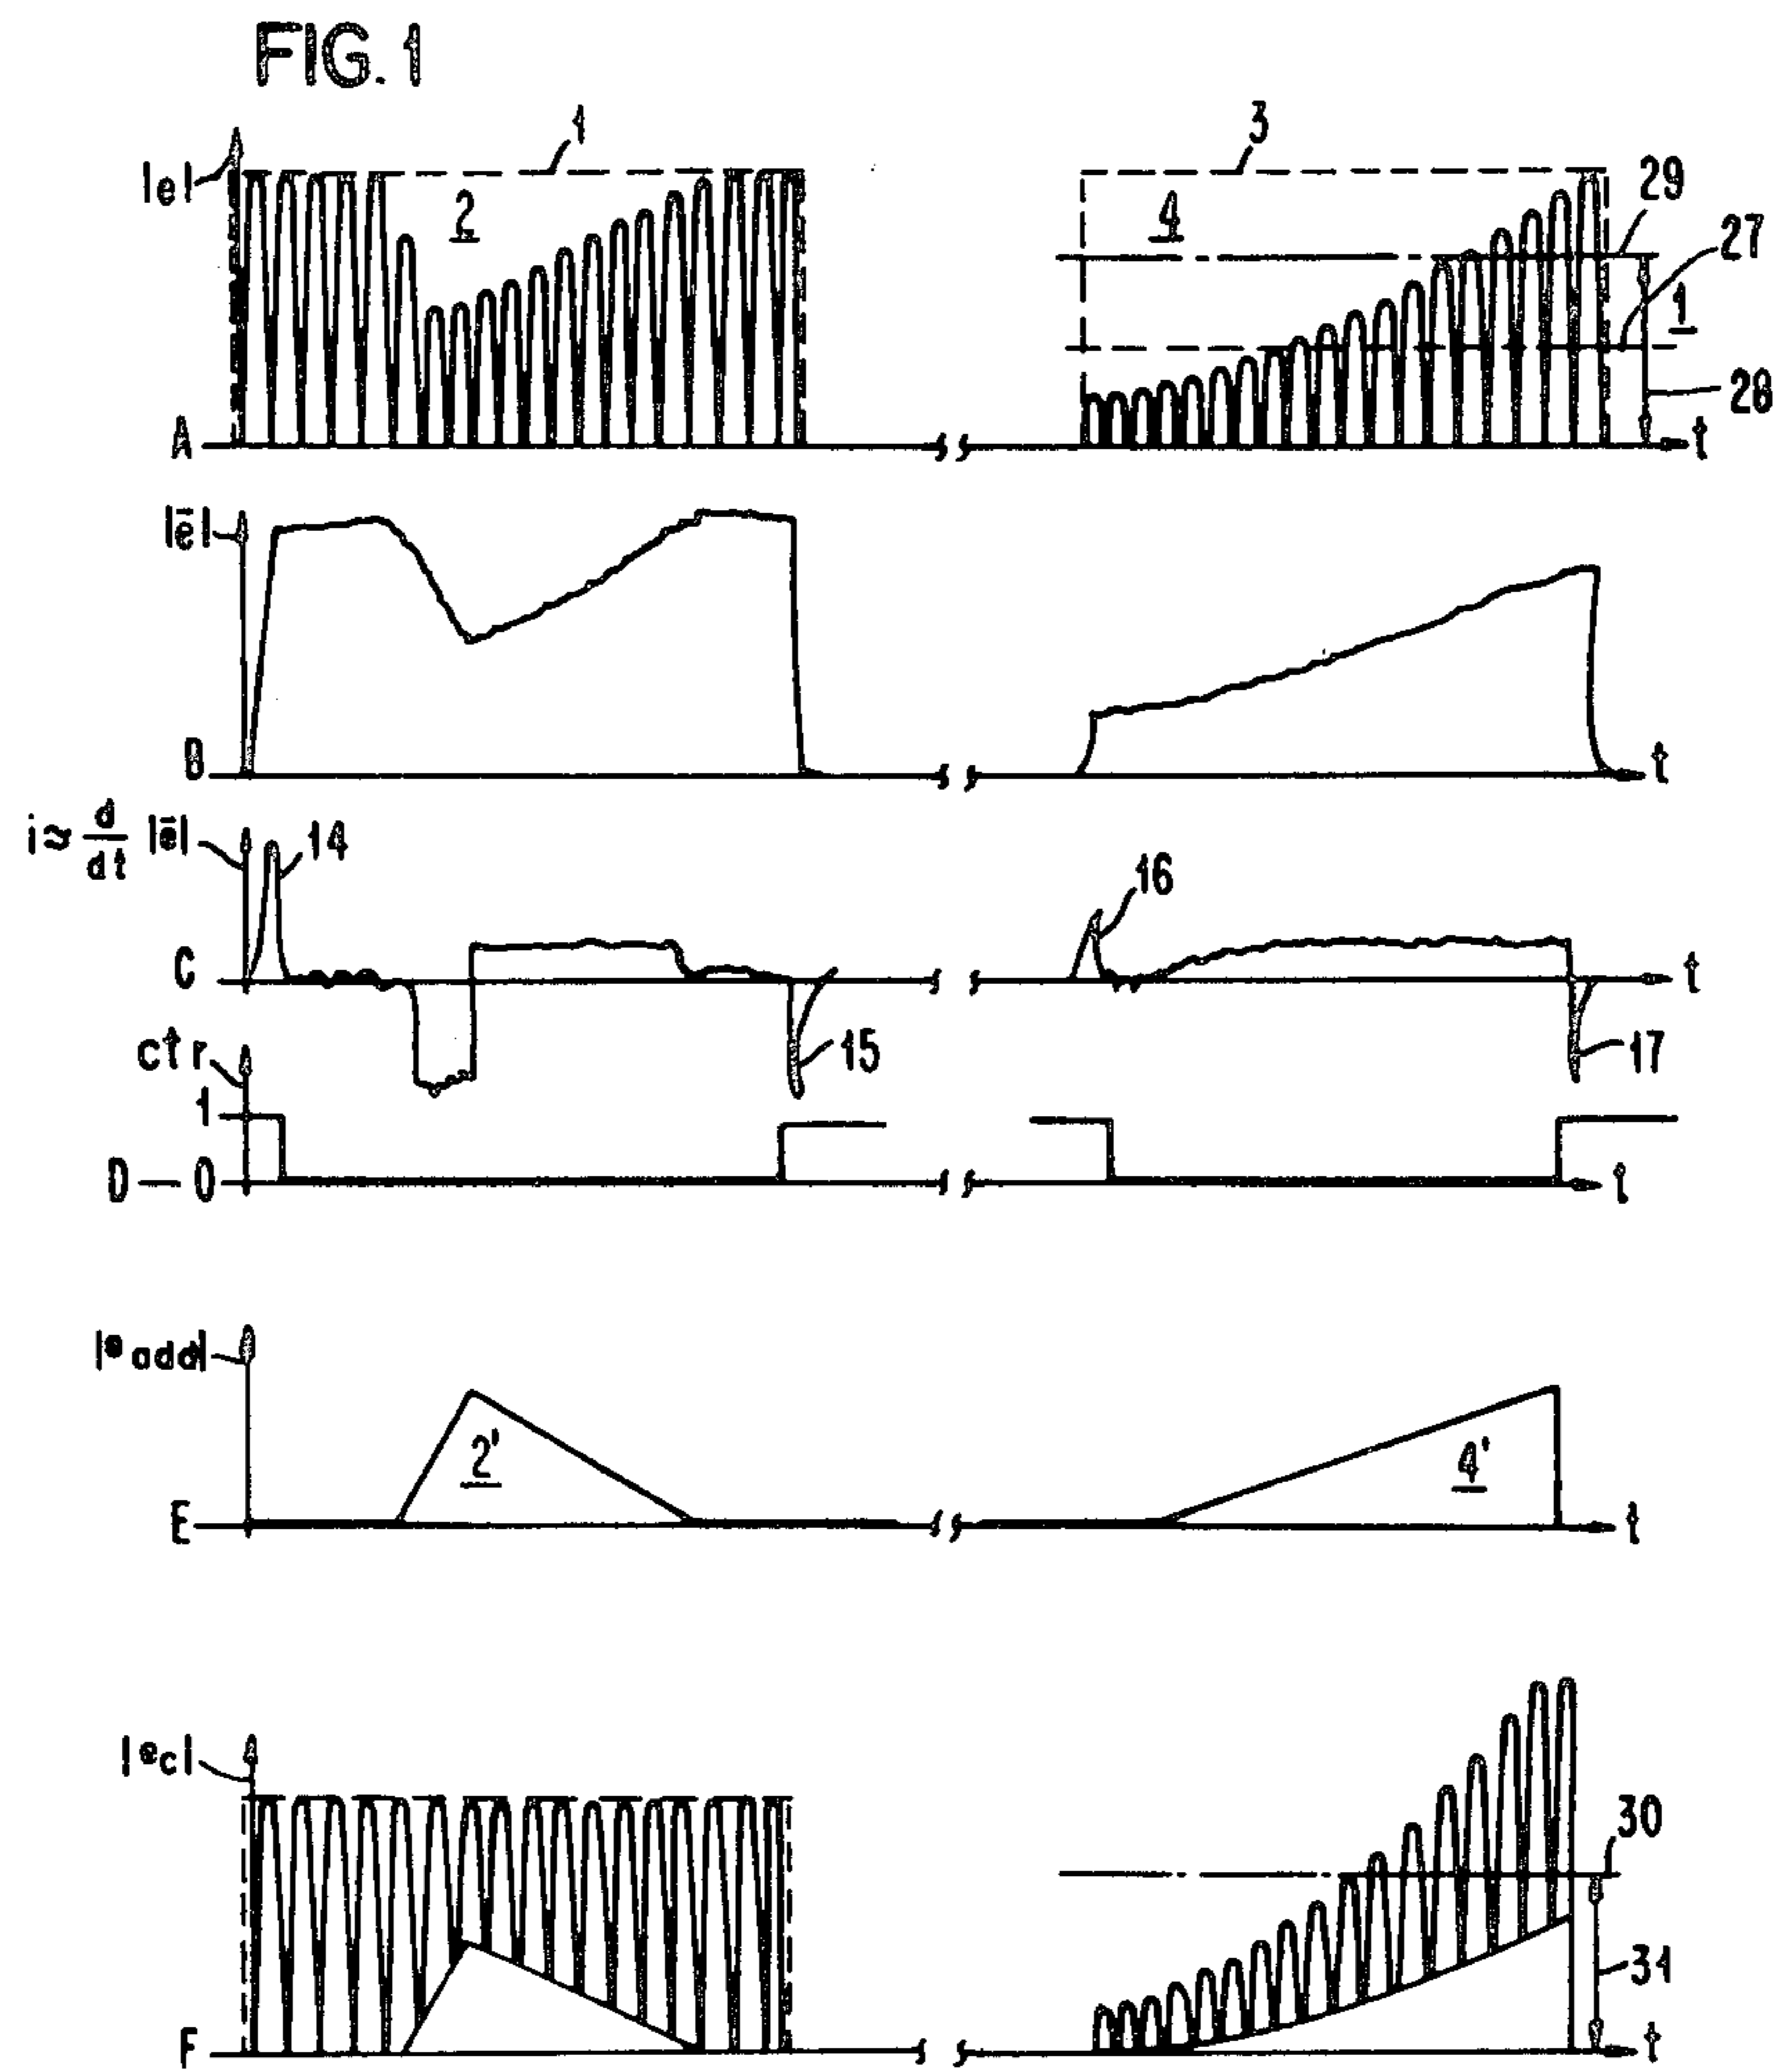 FIG. 1
1
3
|e|
2
4
29
27
1
28
A
t
|ē|
B
t
i ≈ d/dt |ē|
14
16
C
t
15
17
ctr
1
D — 0
t
|e add|
2'
4'
E
t
|e c|
30
31
F
t